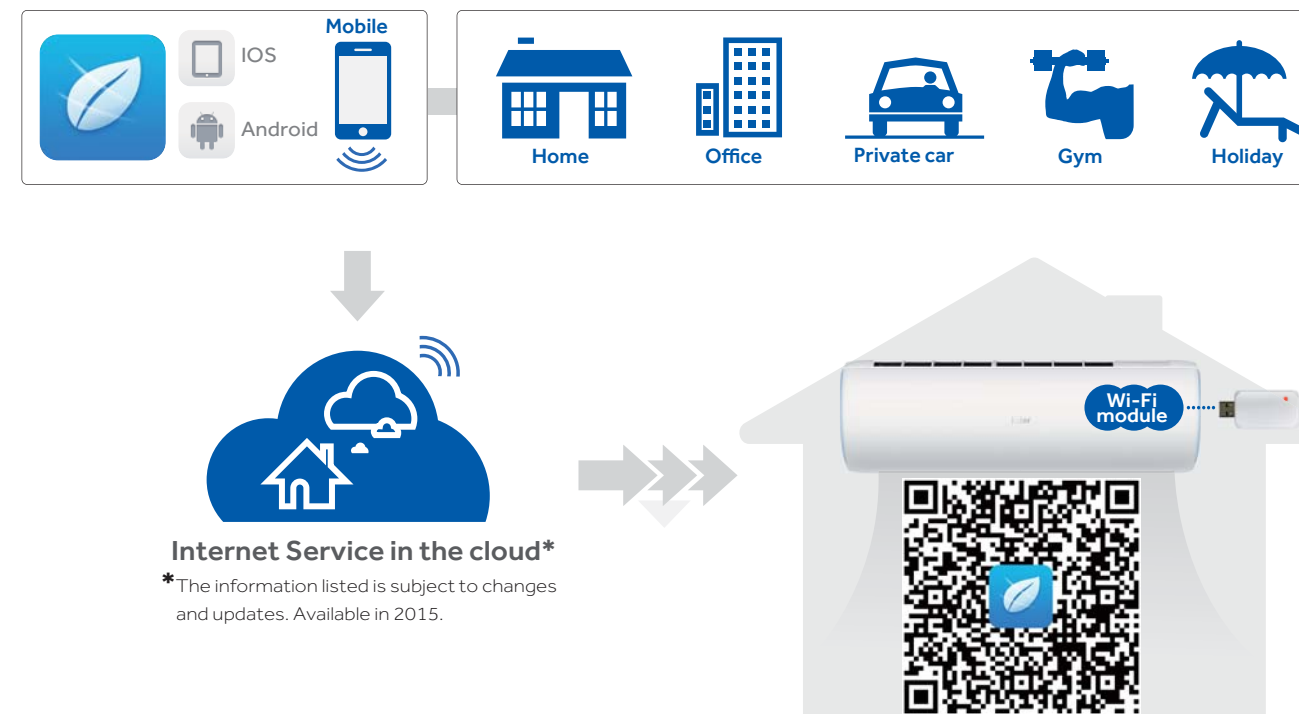 Mobile
IOS
Android
Home
Office
Private car
Gym
Holiday
Wi-Fi
module
Internet Service in the cloud*
*The information listed is subject to changes
and updates. Available in 2015.